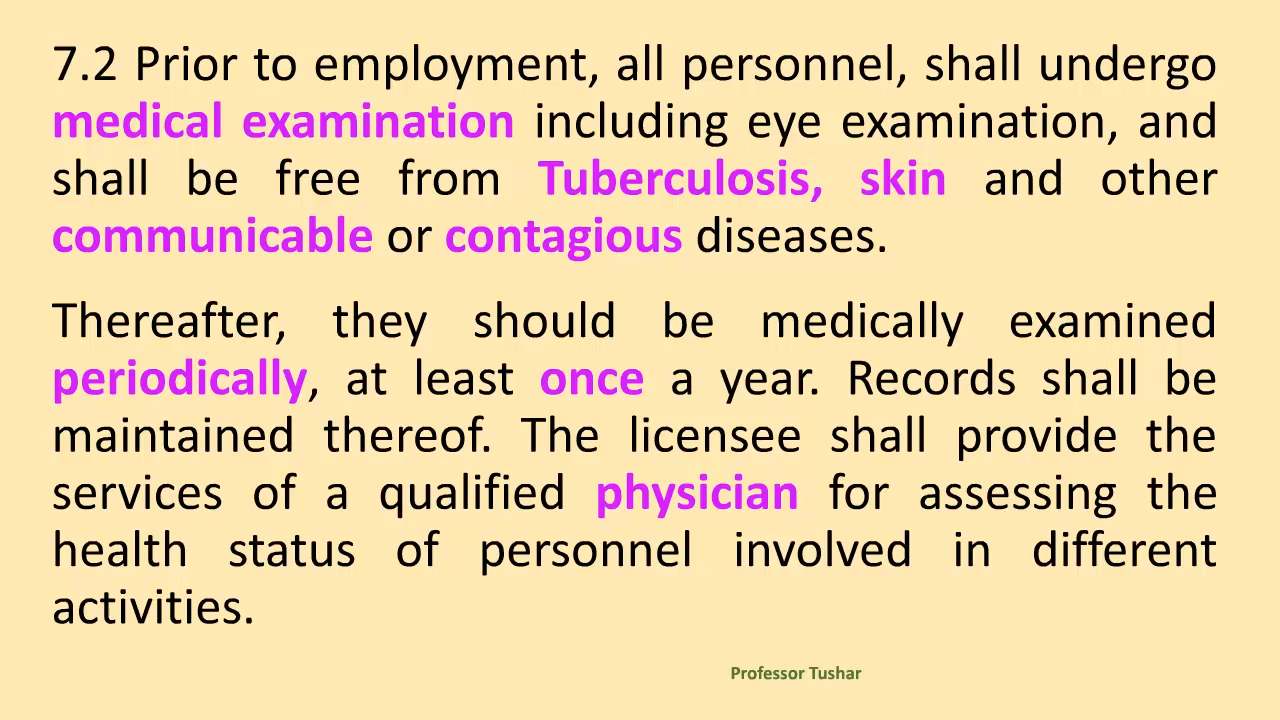 7.2 Prior to employment, all personnel, shall undergo
medical examination including eye examination, and
shall be free from Tuberculosis, skin and other
communicable or contagious diseases.
Thereafter, they should be medically examined
periodically, at least once a year. Records shall be
maintained thereof. The licensee shall provide the
services of a qualified physician for assessing the
health status of personnel involved in different
activities.
Professor Tushar